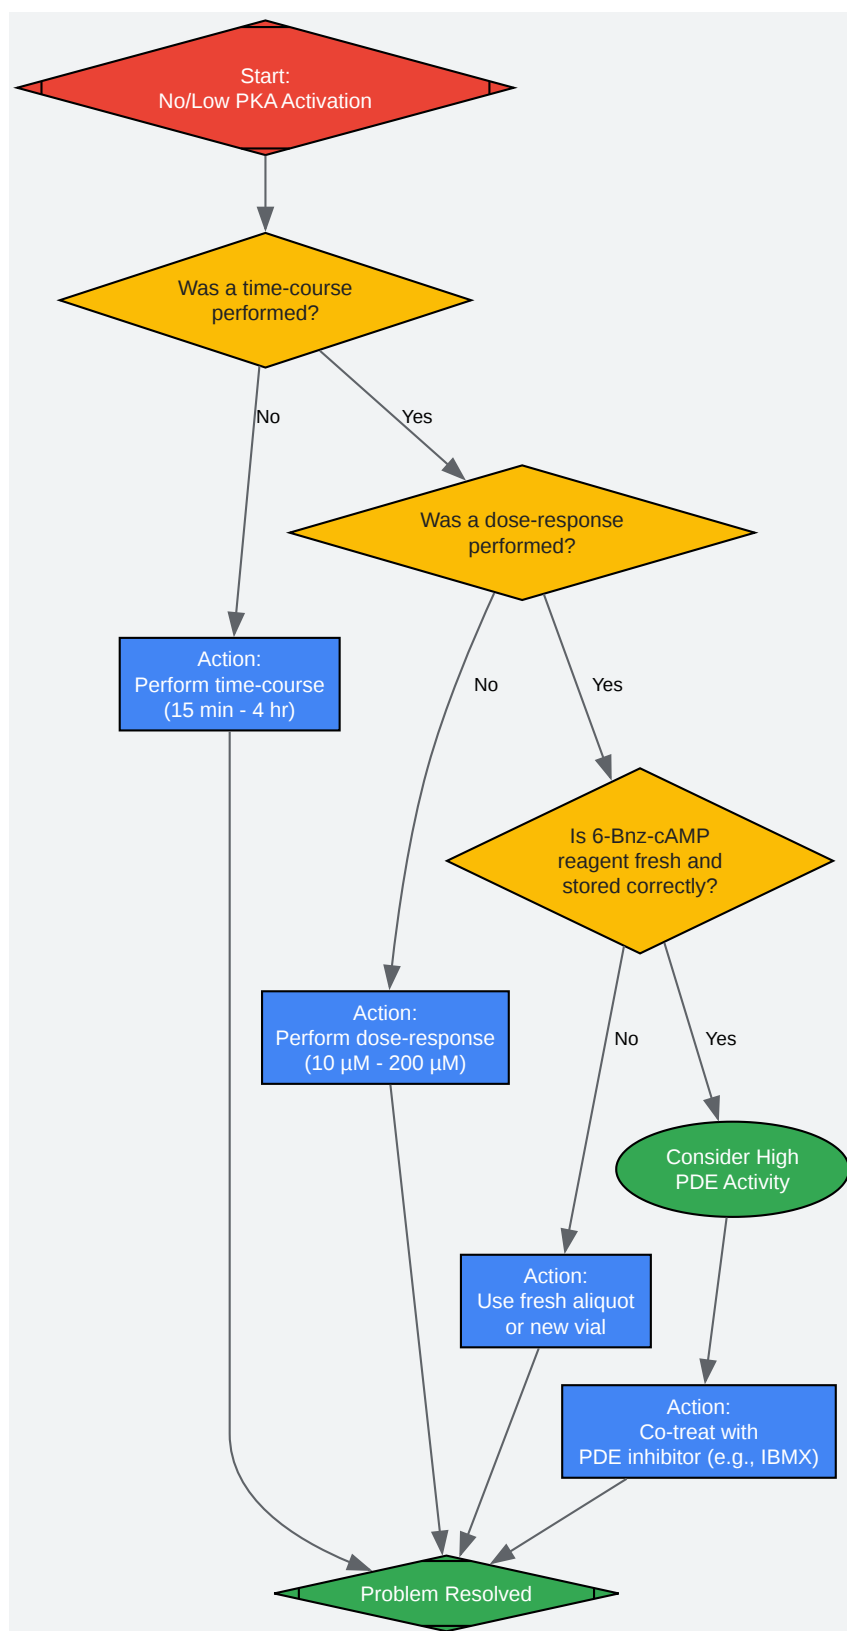 Start:
No/Low PKA Activation
Was a time-course
performed?
No
Yes
Was a dose-response
performed?
Action:
Perform time-course
(15 min - 4 hr)
No
Yes
Is 6-Bnz-cAMP
reagent fresh and
stored correctly?
Action:
Perform dose-response
(10 µM - 200 µM)
No
Yes
Consider High
PDE Activity
Action:
Use fresh aliquot
or new vial
Action:
Co-treat with
PDE inhibitor (e.g., IBMX)
Problem Resolved